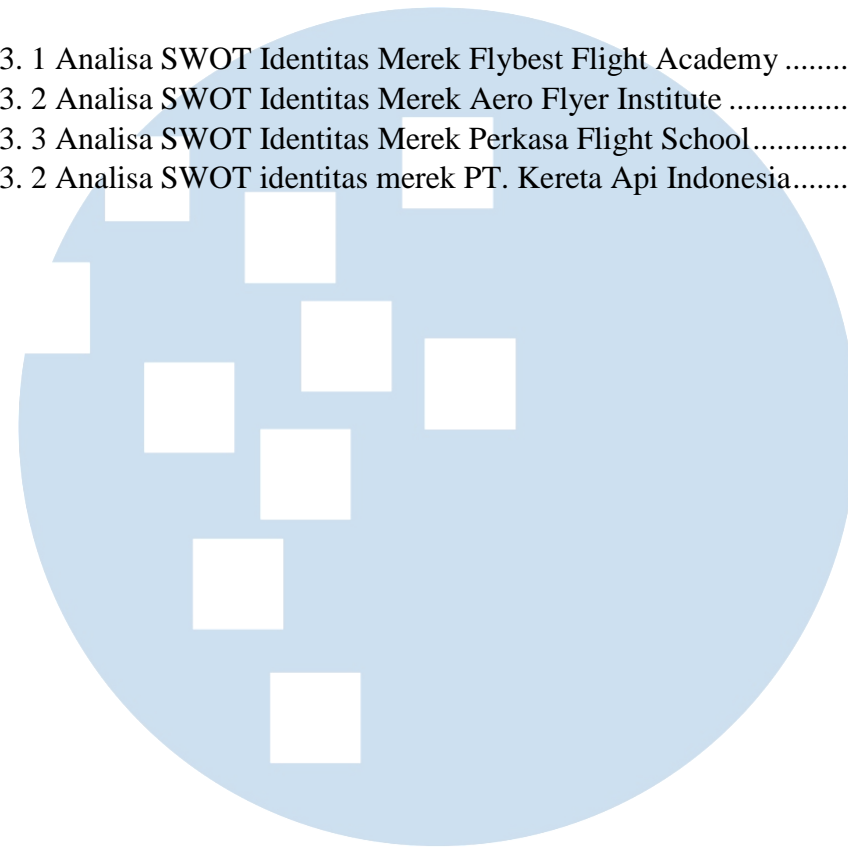 3. 1 Analisa SWOT Identitas Merek Flybest Flight Academy ........
3. 2 Analisa SWOT Identitas Merek Aero Flyer Institute ...............
3. 3 Analisa SWOT Identitas Merek Perkasa Flight School............
3. 2 Analisa SWOT identitas merek PT. Kereta Api Indonesia.......